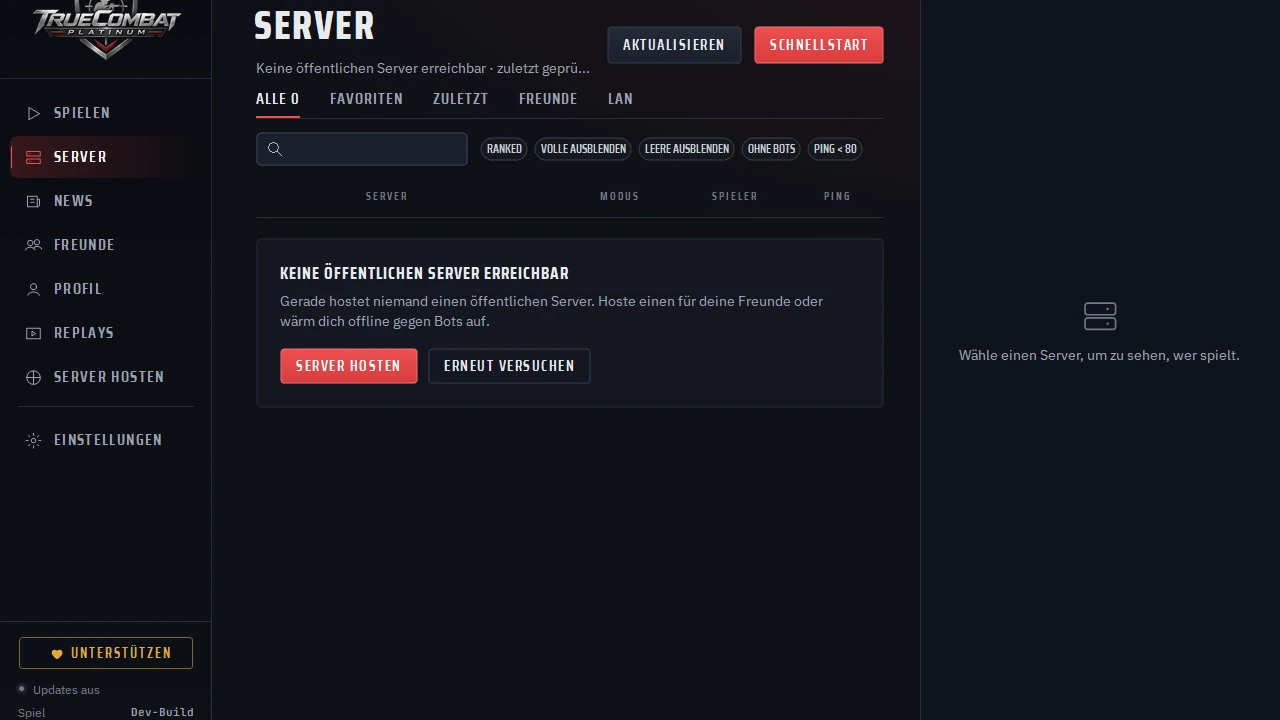 TRUECOMBAT
PLATINUM
SPIELEN
SERVER
NEWS
FREUNDE
PROFIL
REPLAYS
SERVER HOSTEN
EINSTELLUNGEN
UNTERSTÜTZEN
Updates aus
Spiel Dev-Build
SERVER
Keine öffentlichen Server erreichbar · zuletzt geprü...
AKTUALISIEREN
SCHNELLSTART
ALLE 0 FAVORITEN ZULETZT FREUNDE LAN
RANKED VOLLE AUSBLENDEN LEERE AUSBLENDEN OHNE BOTS PING < 80
SERVER MODUS SPIELER PING
KEINE ÖFFENTLICHEN SERVER ERREICHBAR
Gerade hostet niemand einen öffentlichen Server. Hoste einen für deine Freunde oder
wärm dich offline gegen Bots auf.
SERVER HOSTEN ERNEUT VERSUCHEN
Wähle einen Server, um zu sehen, wer spielt.